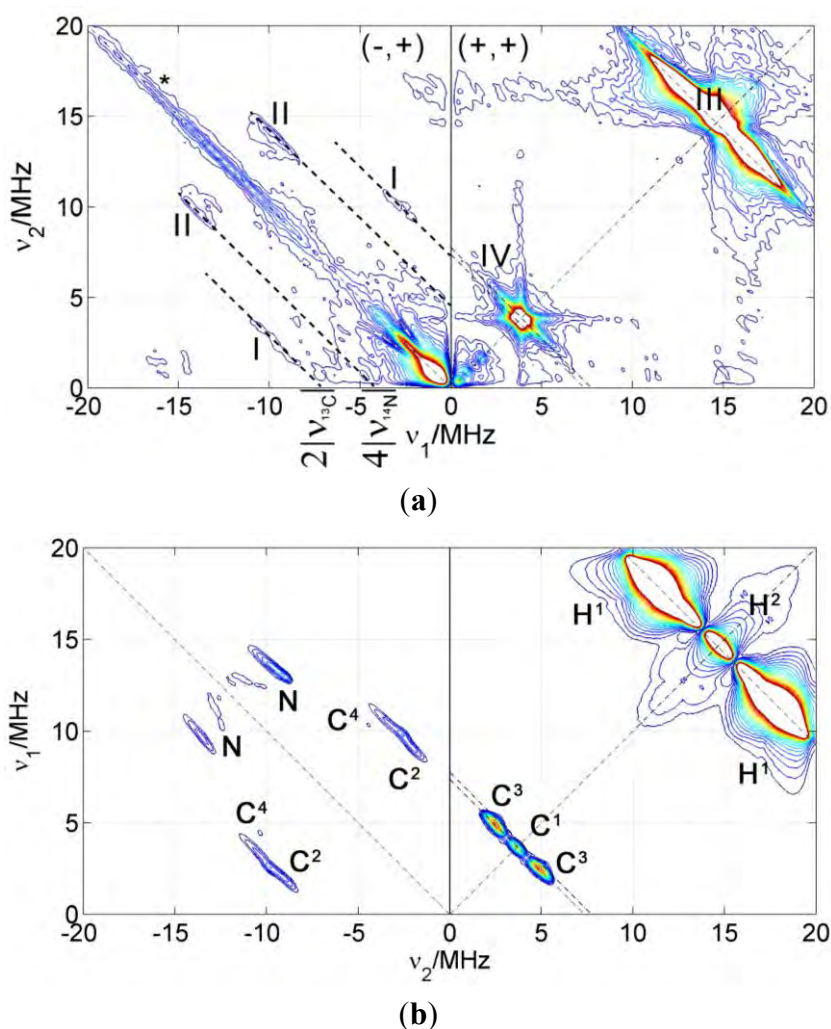 20
15
10
5
0
ν₂/MHz
(-,+)
(+,+)
*
II
I
III
II
IV
I
-20
-15
-10
-5
0
5
10
15
20
2|ν¹³C|
4|ν¹⁴N|
ν₁/MHz
(a)
20
15
10
5
0
ν₁/MHz
H¹
H²
N
C⁴
N
C²
H¹
C³
C⁴
C¹
C²
C³
-20
-15
-10
-5
0
5
10
15
20
ν₂/MHz
(b)